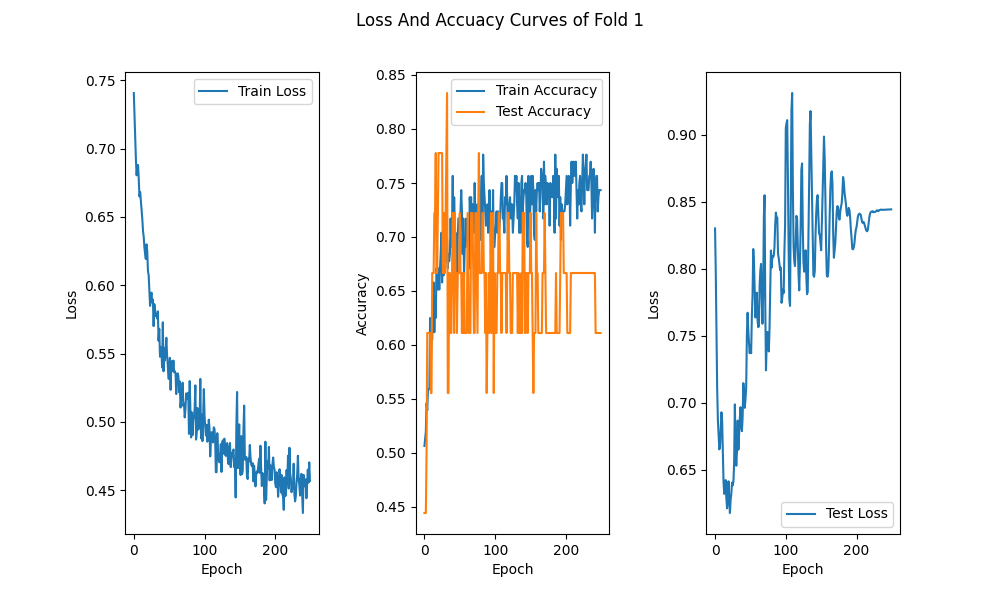 Loss And Accuacy Curves of Fold 1
0.75
0.70
0.65
0.60
0.55
0.50
0.45
Loss
Train Loss
0 100 200
Epoch
0.85
0.80
0.75
0.70
0.65
0.60
0.55
0.50
0.45
Accuracy
Train Accuracy
Test Accuracy
0 100 200
Epoch
0.90
0.85
0.80
0.75
0.70
0.65
Loss
Test Loss
0 100 200
Epoch